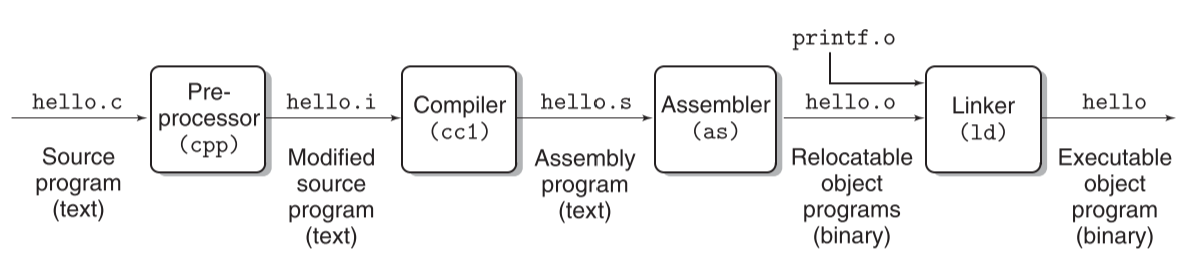 printf.o
hello.c
Pre-
processor
(cpp)
hello.i
Compiler
(cc1)
hello.s
Assembler
(as)
hello.o
Linker
(ld)
hello
Source
program
(text)
Modified
source
program
(text)
Assembly
program
(text)
Relocatable
object
programs
(binary)
Executable
object
program
(binary)